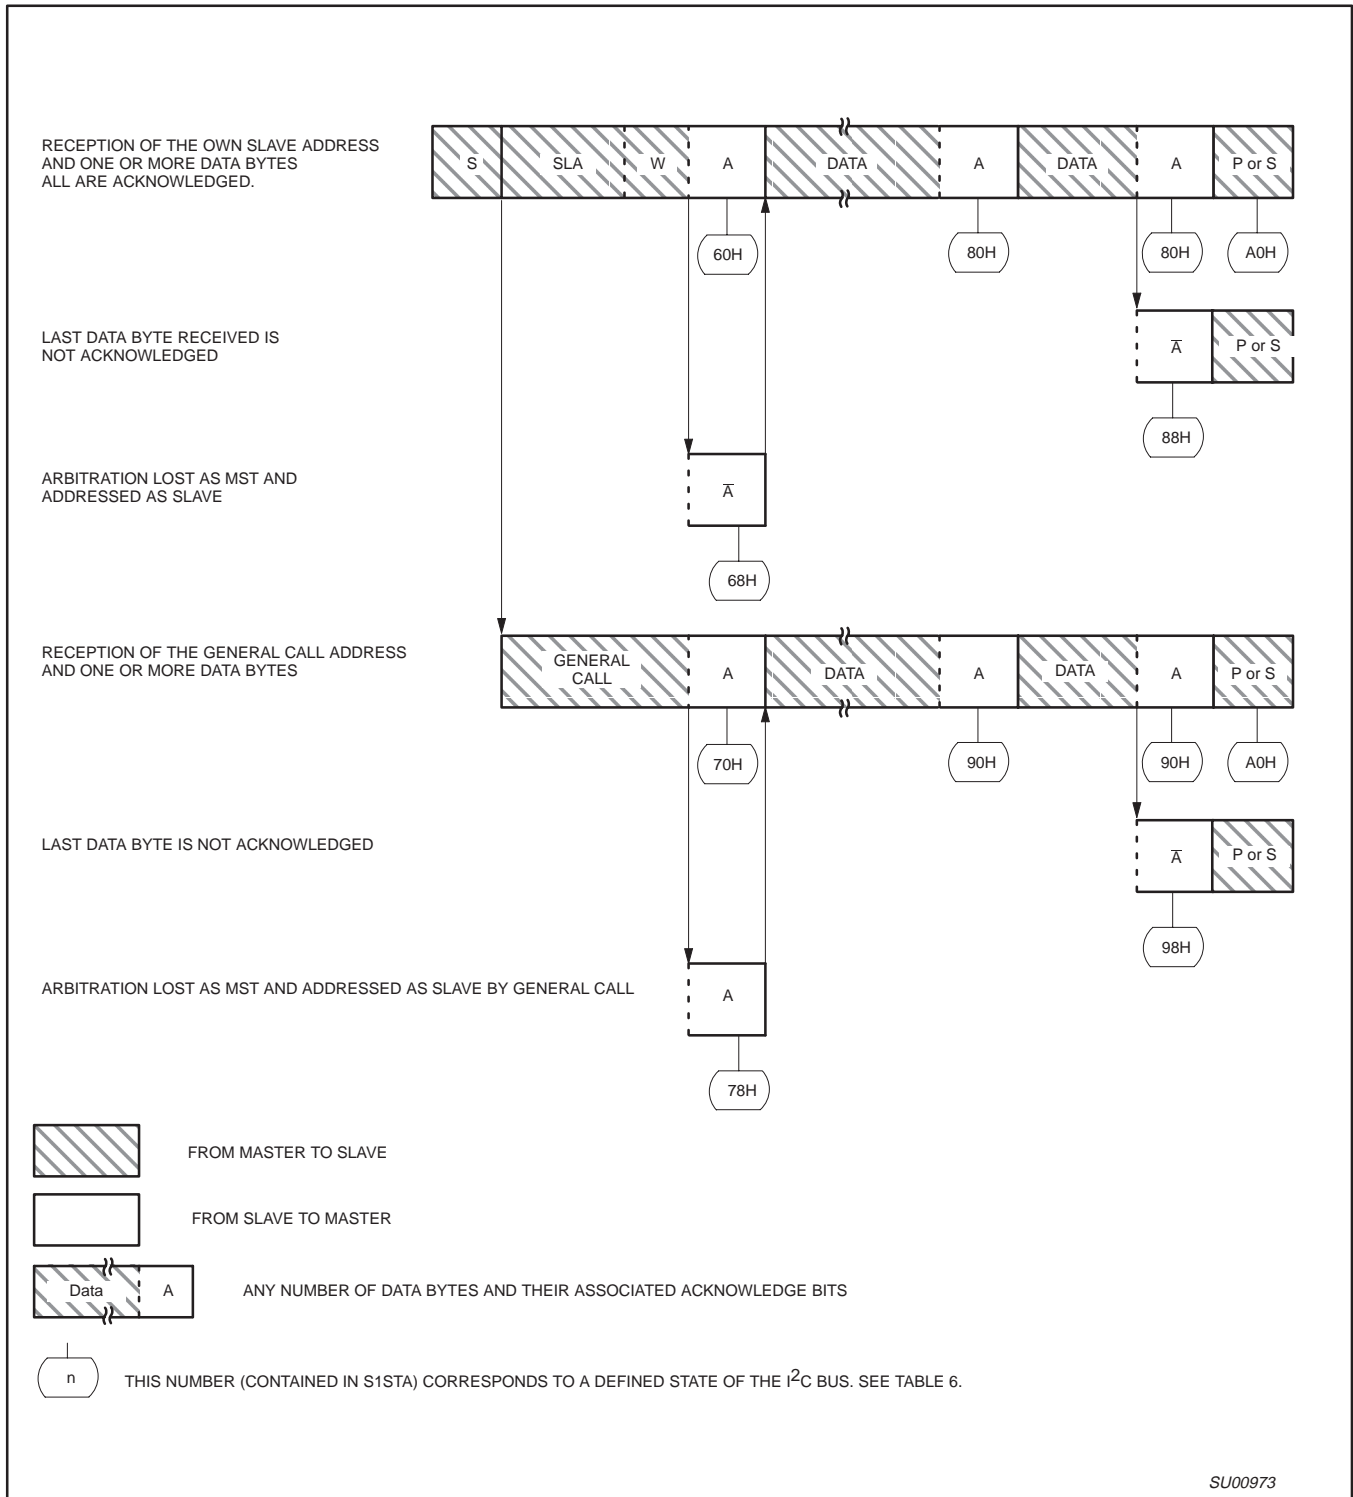 RECEPTION OF THE OWN SLAVE ADDRESS
AND ONE OR MORE DATA BYTES
ALL ARE ACKNOWLEDGED.
S SLA W A DATA A DATA A P or S
60H 80H 80H A0H
LAST DATA BYTE RECEIVED IS
NOT ACKNOWLEDGED
A̅ P or S
88H
ARBITRATION LOST AS MST AND
ADDRESSED AS SLAVE
A̅
68H
RECEPTION OF THE GENERAL CALL ADDRESS
AND ONE OR MORE DATA BYTES
GENERAL
CALL
A DATA A DATA A P or S
70H 90H 90H A0H
LAST DATA BYTE IS NOT ACKNOWLEDGED
A̅ P or S
98H
ARBITRATION LOST AS MST AND ADDRESSED AS SLAVE BY GENERAL CALL
A
78H
FROM MASTER TO SLAVE
FROM SLAVE TO MASTER
Data A ANY NUMBER OF DATA BYTES AND THEIR ASSOCIATED ACKNOWLEDGE BITS
n THIS NUMBER (CONTAINED IN S1STA) CORRESPONDS TO A DEFINED STATE OF THE I²C BUS. SEE TABLE 6.
SU00973